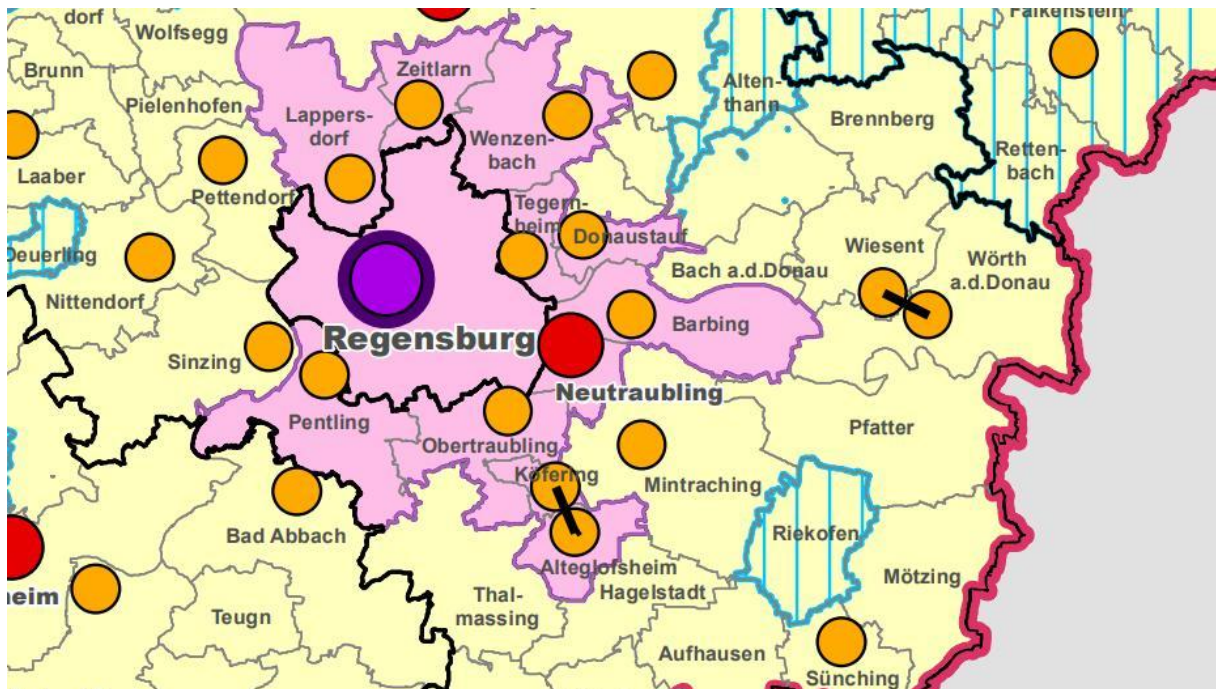 dorf
Wolfsegg
Falkenstein
Brunn
Zeitlarn
Pielenhofen
Lappers-
dorf
Alten-
thann
Brennberg
Wenzen-
bach
Retten-
bach
Laaber
Pettendorf
Tegern-
heim
Donaustauf
Wiesent
Wörth
a.d.Donau
Deuerling
Bach a.d.Donau
Nittendorf
Barbing
Regensburg
Sinzing
Neutraubling
Pentling
Obertraubling
Pfatter
Köfering
Mintraching
Bad Abbach
Riekofen
Alteglofsheim
Mötzing
heim
Hagelstadt
Thal-
massing
Teugn
Aufhausen
Sünching